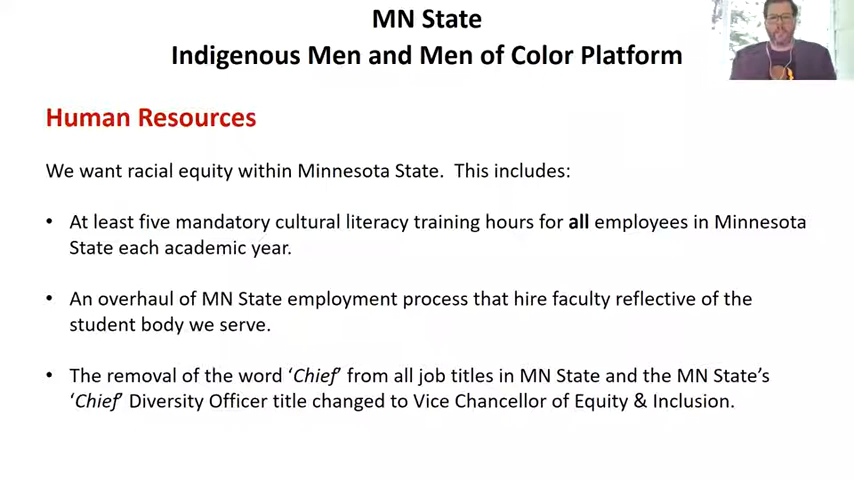 MN State
Indigenous Men and Men of Color Platform
Human Resources
We want racial equity within Minnesota State. This includes:
• At least five mandatory cultural literacy training hours for all employees in Minnesota
State each academic year.
• An overhaul of MN State employment process that hire faculty reflective of the
student body we serve.
• The removal of the word ‘Chief’ from all job titles in MN State and the MN State’s
‘Chief’ Diversity Officer title changed to Vice Chancellor of Equity & Inclusion.